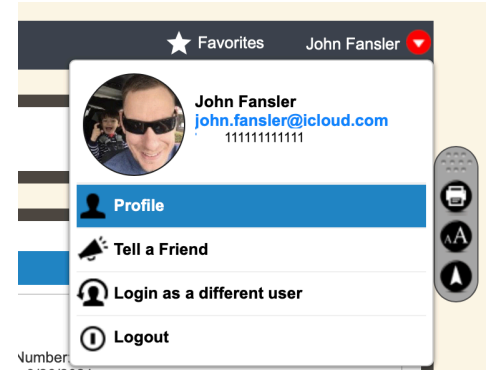 Favorites
John Fansler
John Fansler
john.fansler@icloud.com
111111111111
Profile
Tell a Friend
Login as a different user
Logout
Number
AA